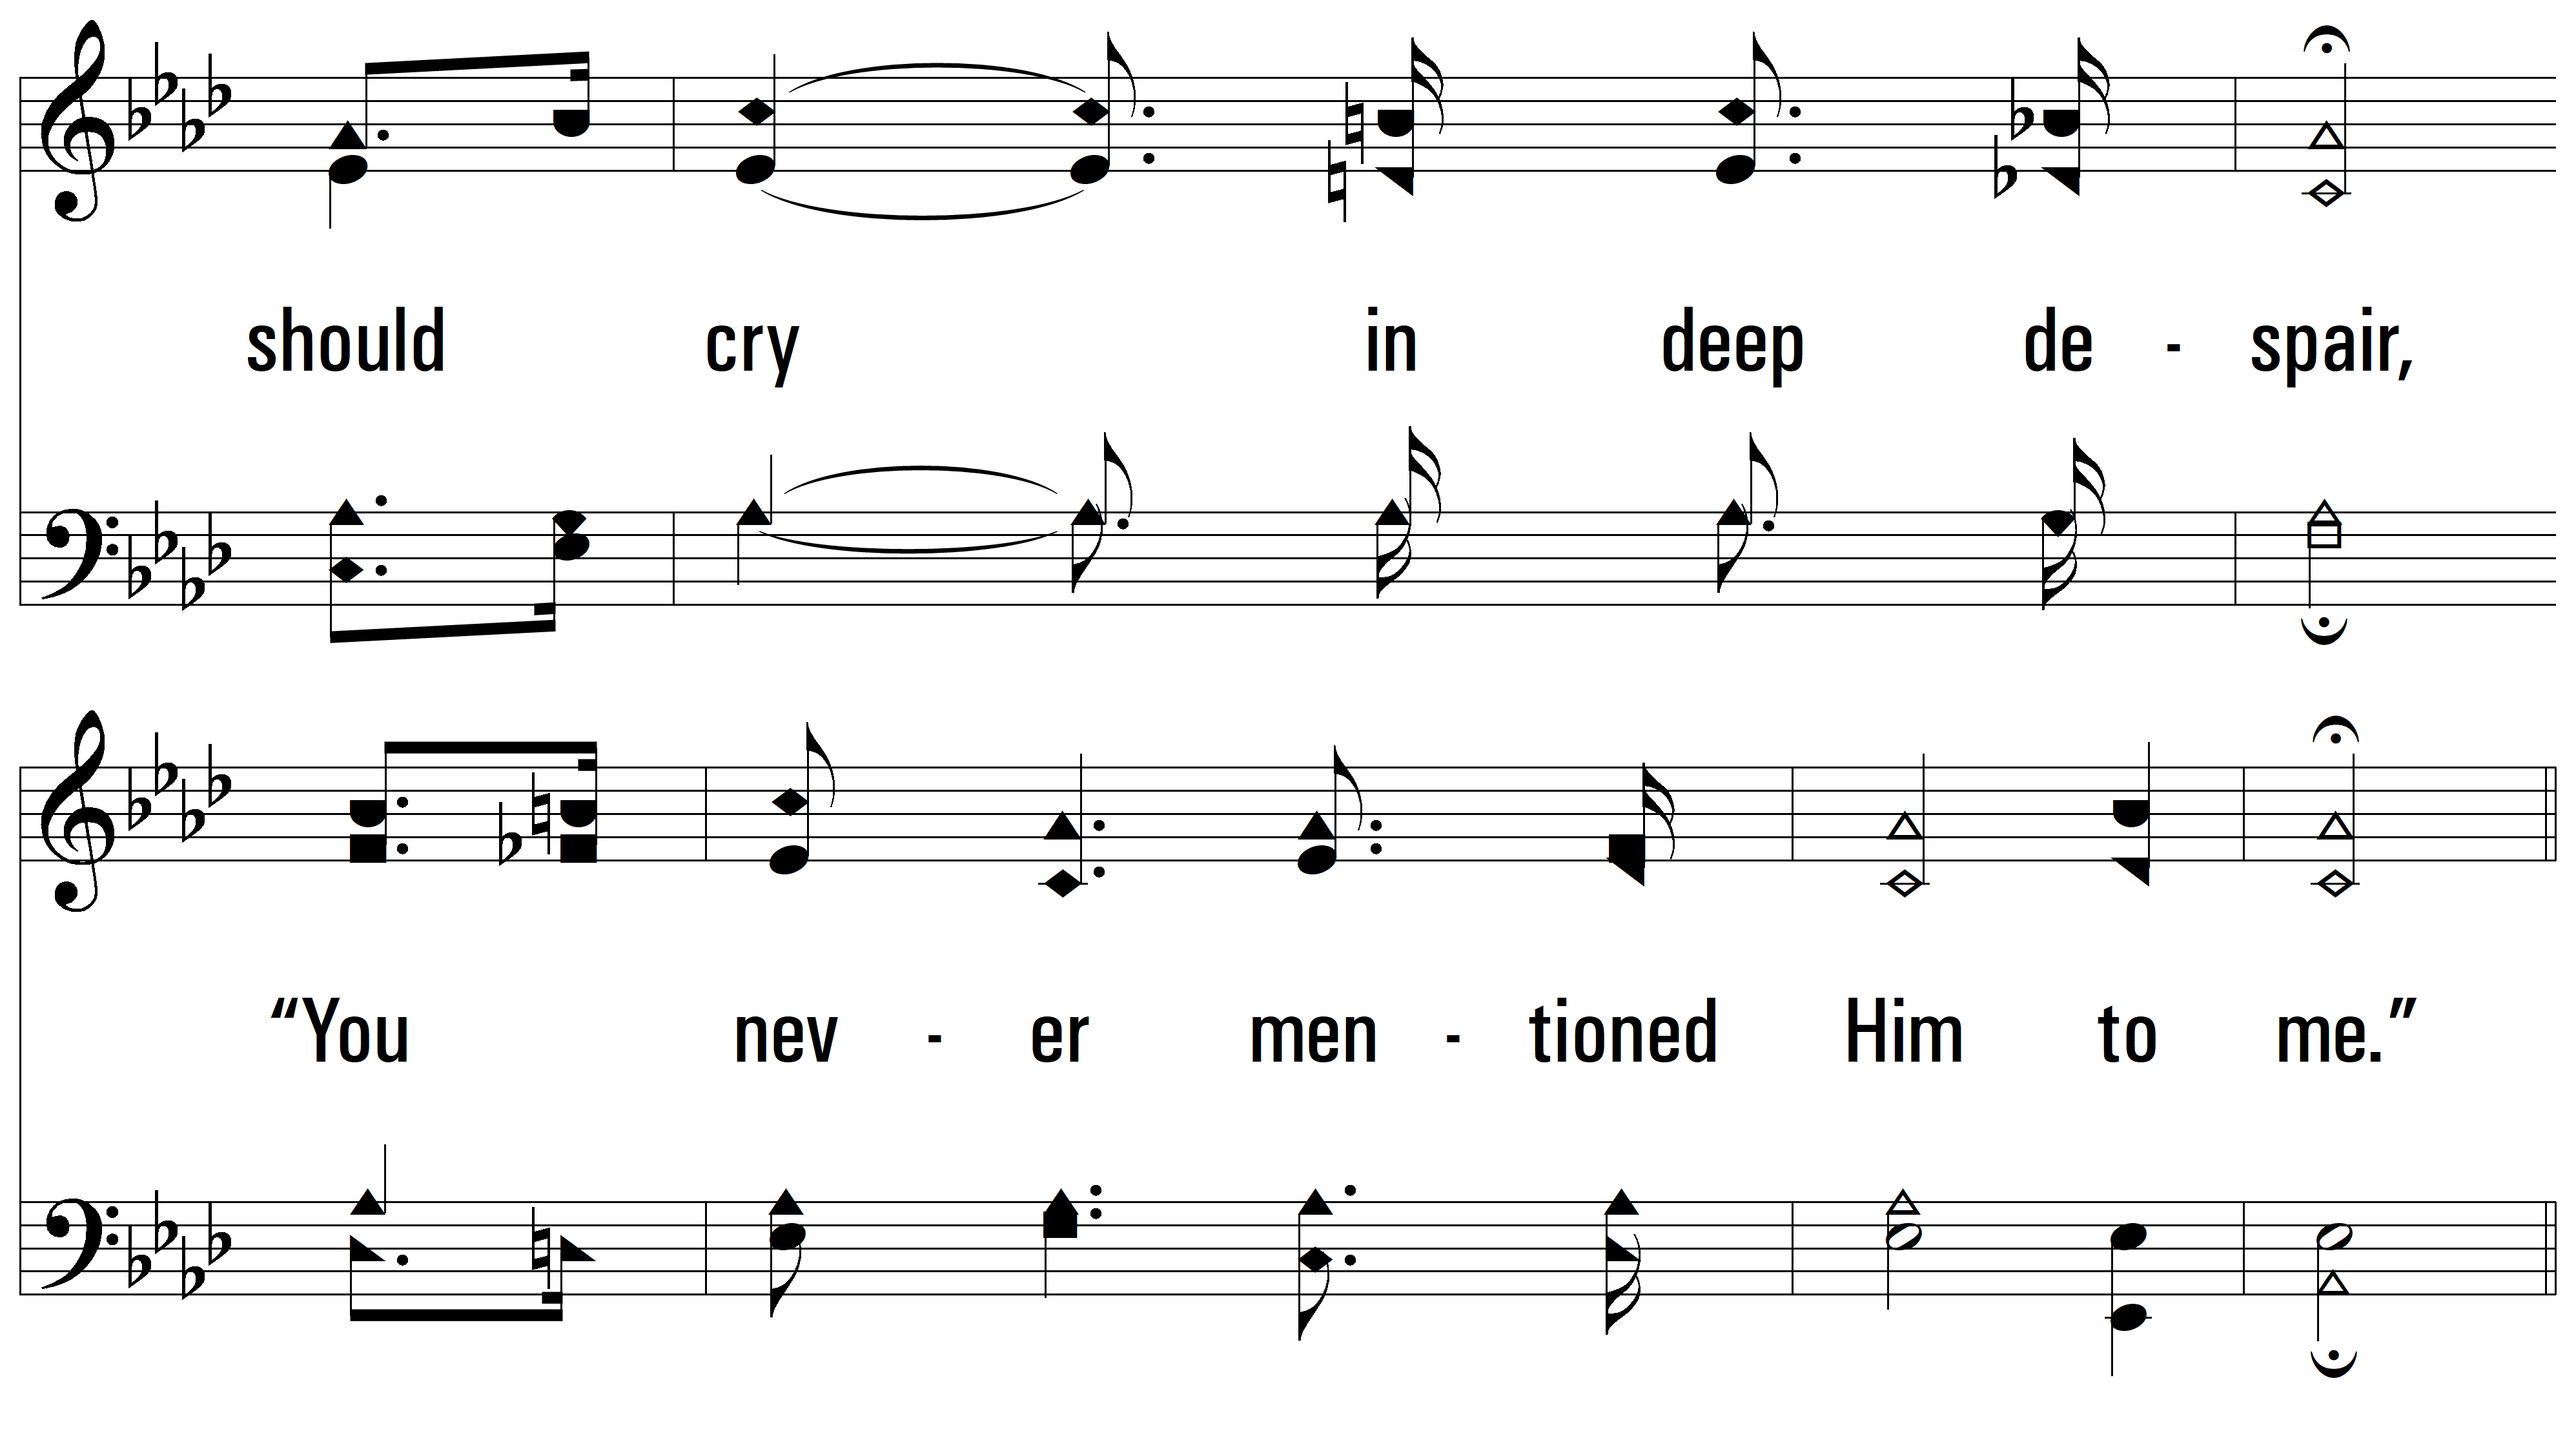 should cry in deep de - spair,
“You nev - er men - tioned Him to me.”